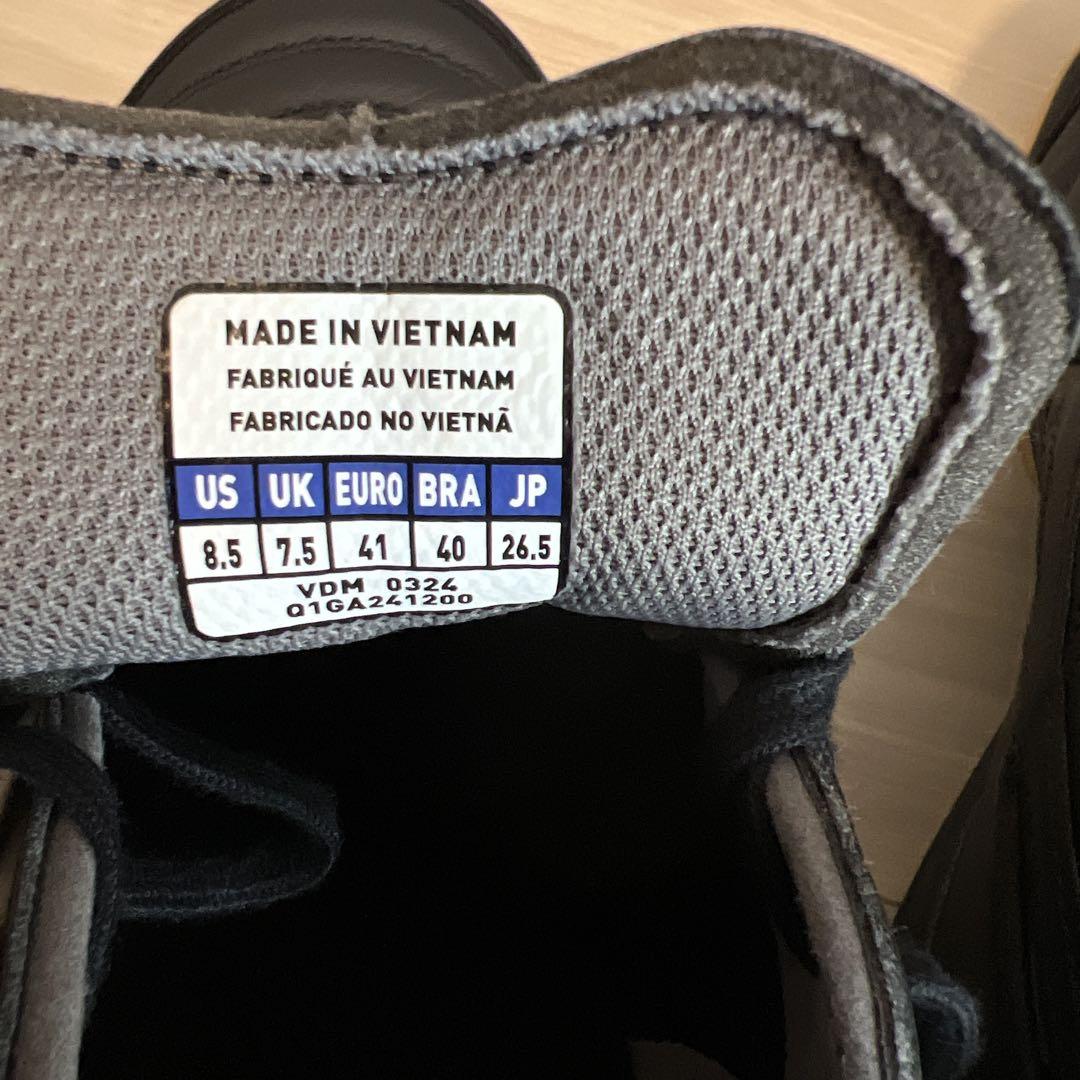 MADE IN VIETNAM
FABRIQUÉ AU VIETNAM
FABRICADO NO VIETNÃ
US UK EURO BRA JP
8.5 7.5 41 40 26.5
VDM 0324
Q1GA241200